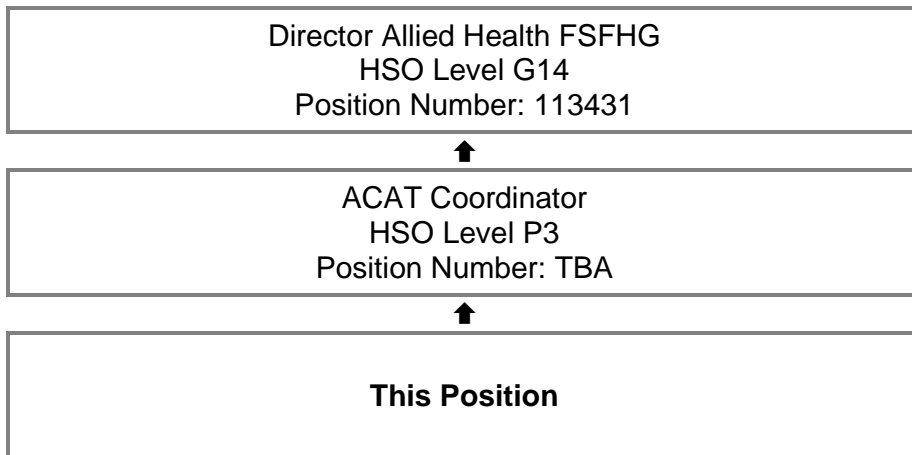 Director Allied Health FSFHG
HSO Level G14
Position Number: 113431
ACAT Coordinator
HSO Level P3
Position Number: TBA
This Position